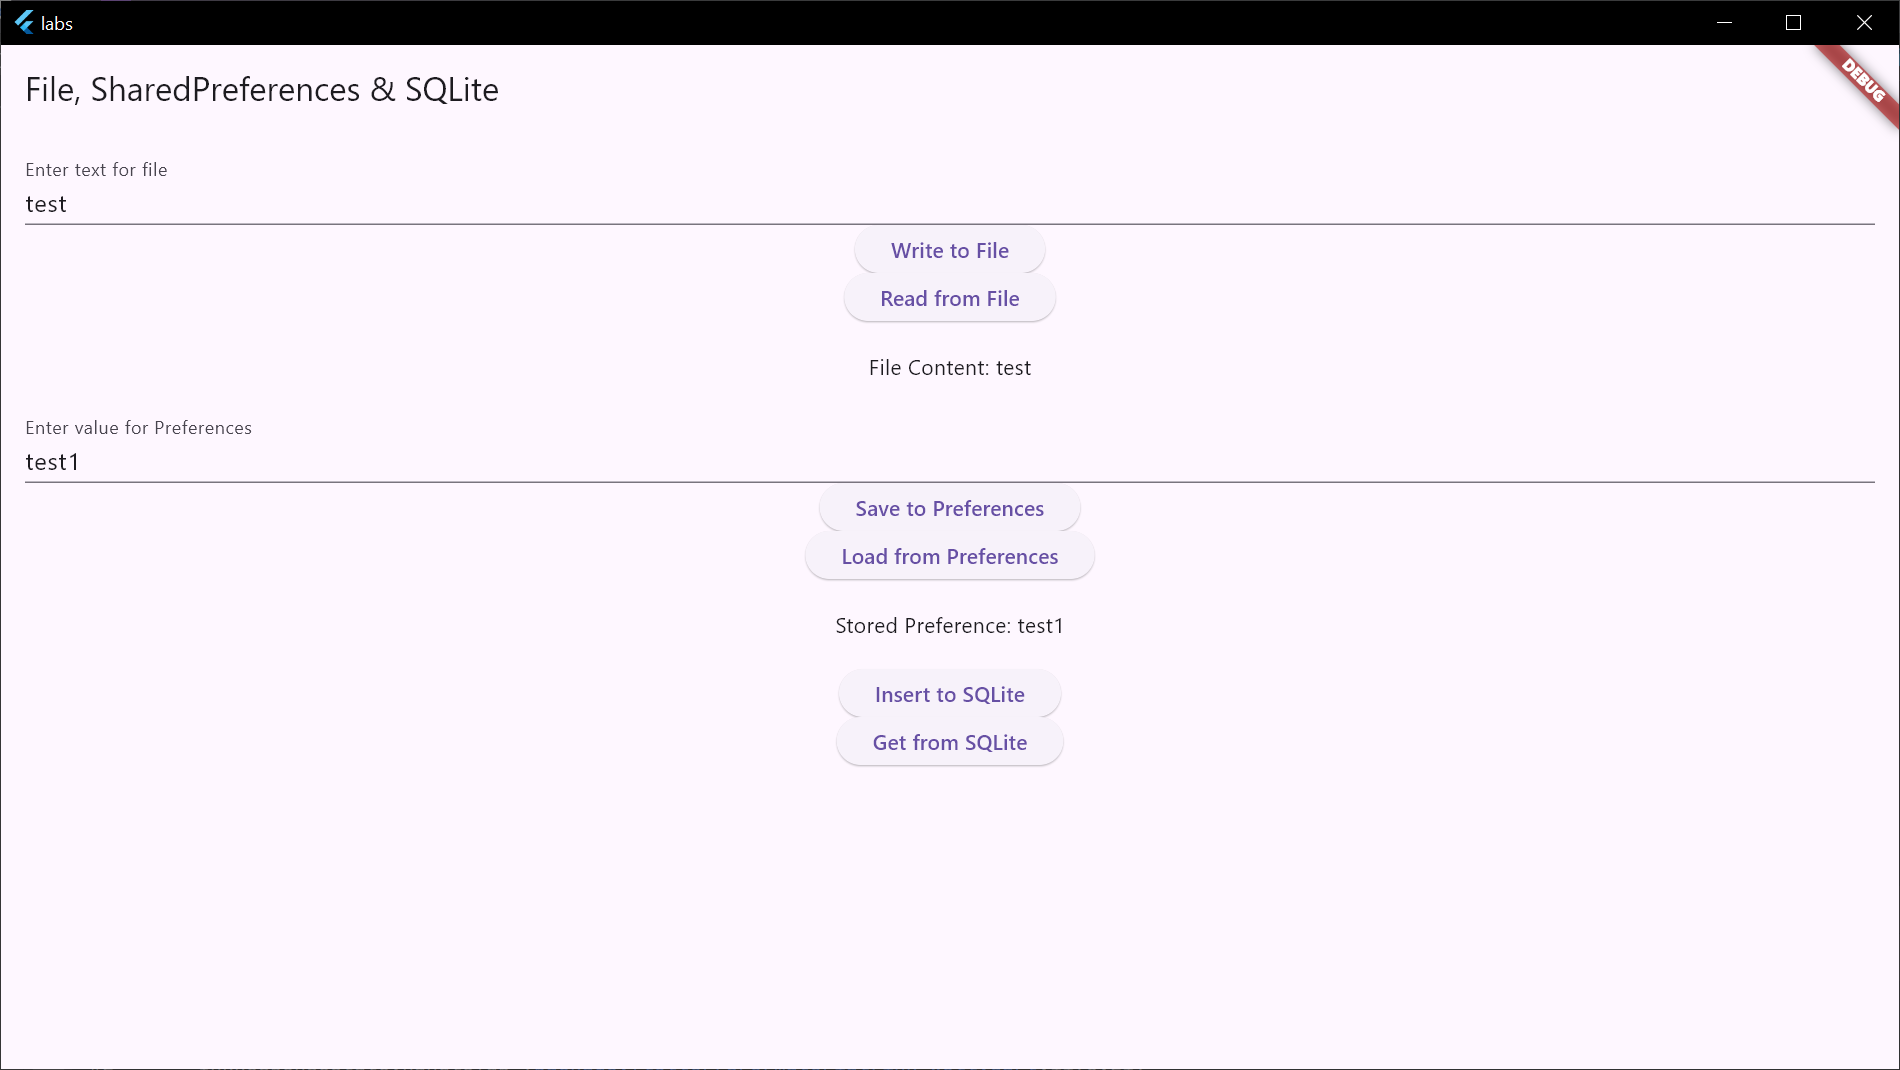 labs
DEBUG
File, SharedPreferences & SQLite
Enter text for file
test
Write to File
Read from File
File Content: test
Enter value for Preferences
test1
Save to Preferences
Load from Preferences
Stored Preference: test1
Insert to SQLite
Get from SQLite